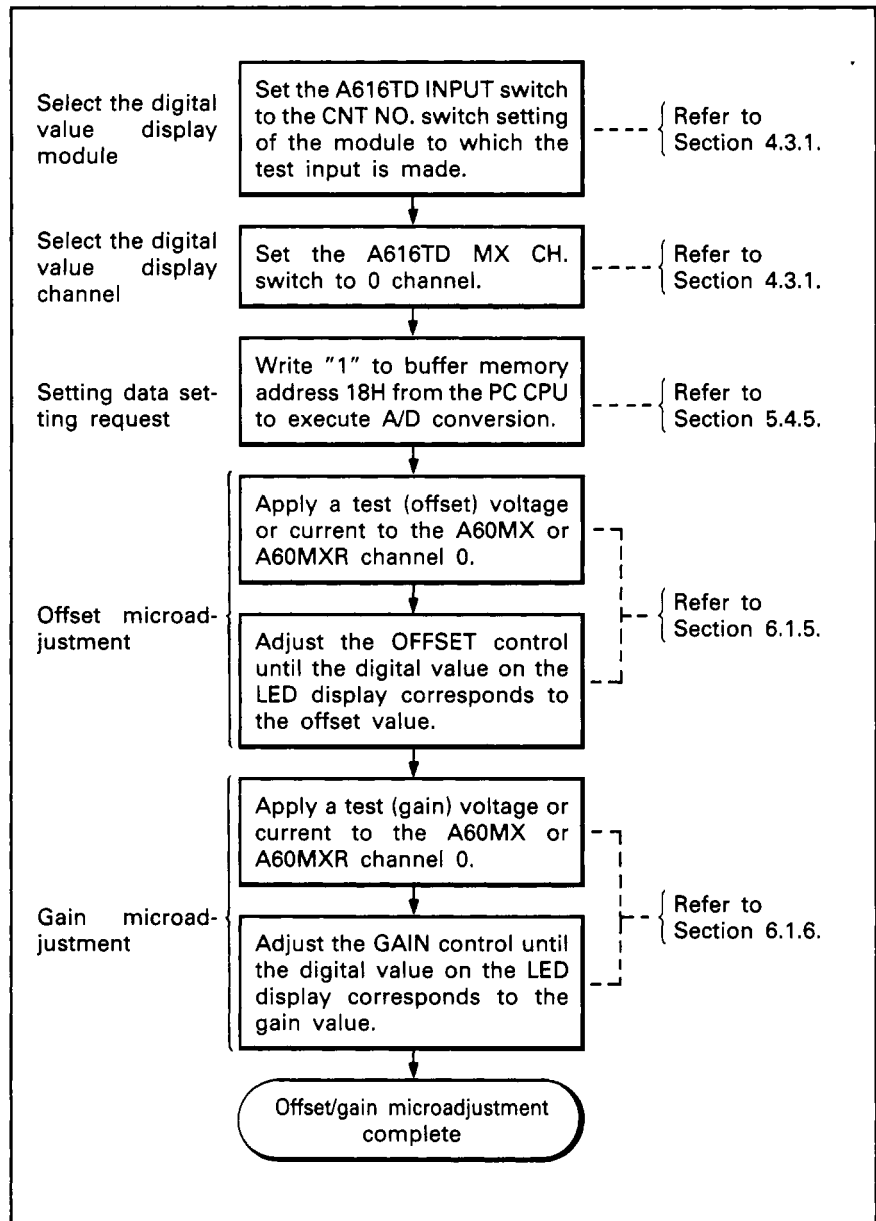 Select the digital
value display
module
Set the A616TD INPUT switch
to the CNT NO. switch setting
of the module to which the
test input is made.
Refer to
Section 4.3.1.
Select the digital
value display
channel
Set the A616TD MX CH.
switch to 0 channel.
Refer to
Section 4.3.1.
Setting data set-
ting request
Write "1" to buffer memory
address 18H from the PC CPU
to execute A/D conversion.
Refer to
Section 5.4.5.
Offset microad-
justment
Apply a test (offset) voltage
or current to the A60MX or
A60MXR channel 0.
Adjust the OFFSET control
until the digital value on the
LED display corresponds to
the offset value.
Refer to
Section 6.1.5.
Gain microad-
justment
Apply a test (gain) voltage or
current to the A60MX or
A60MXR channel 0.
Adjust the GAIN control until
the digital value on the LED
display corresponds to the
gain value.
Refer to
Section 6.1.6.
Offset/gain microadjustment
complete